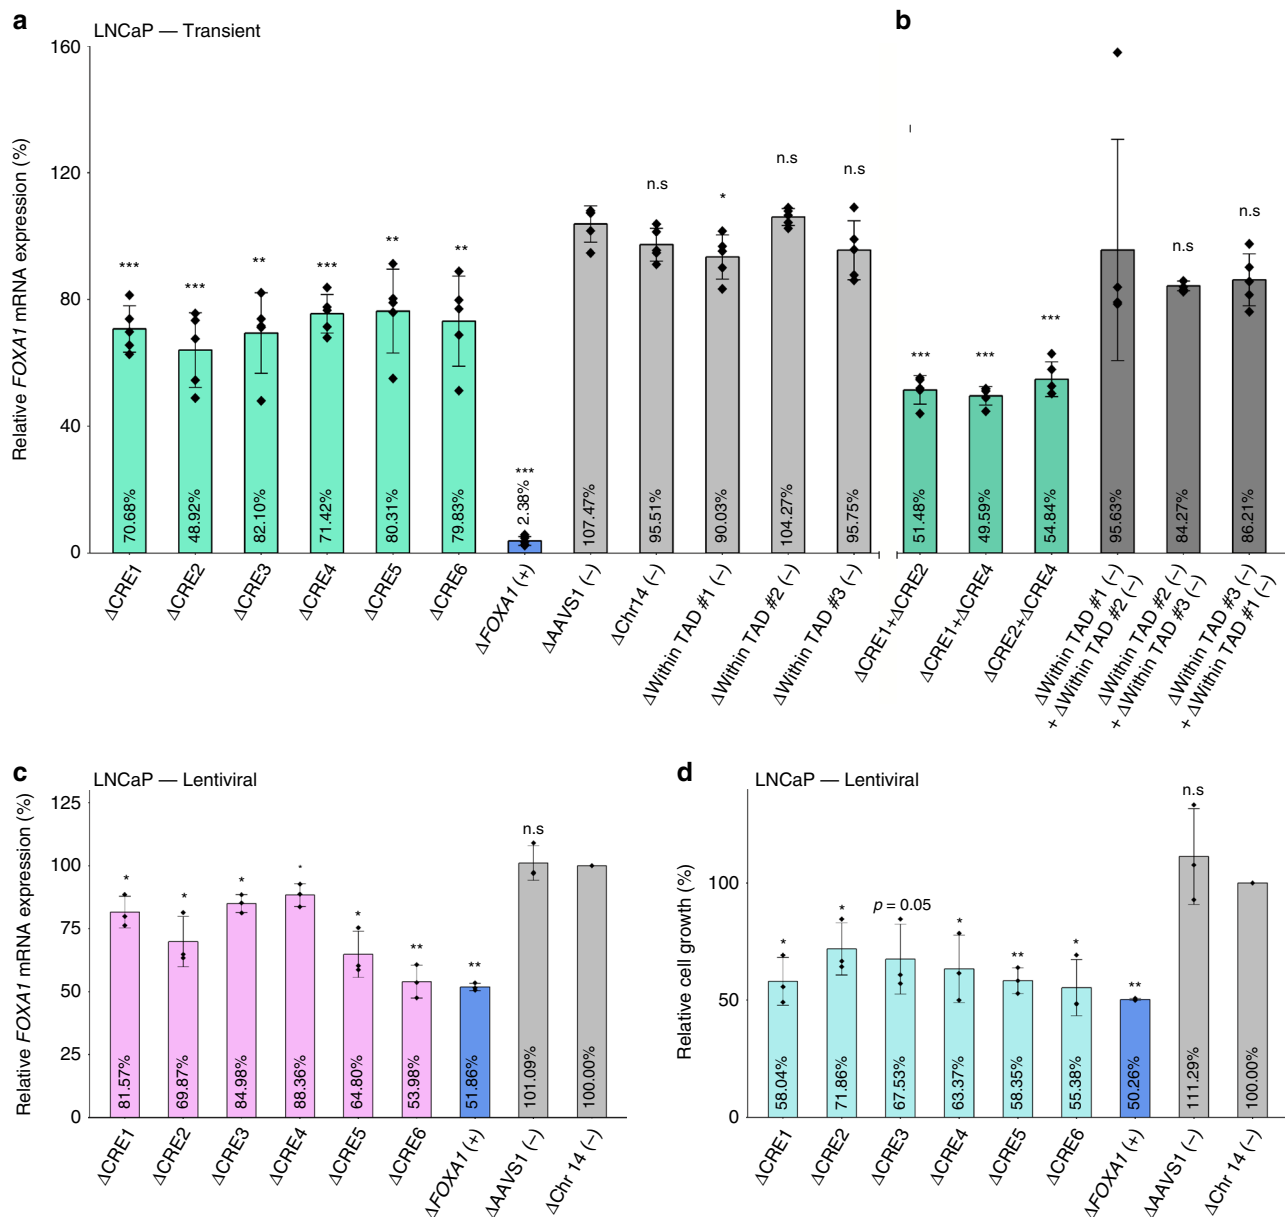 a
LNCaP — Transient
b
Relative FOXA1 mRNA expression (%)
160
120
80
40
0
***
***
**
***
**
**
***
n.s
*
n.s
n.s
70.68%
48.92%
82.10%
71.42%
80.31%
79.83%
2.38%
107.47%
95.51%
90.03%
104.27%
95.75%
ΔCRE1
ΔCRE2
ΔCRE3
ΔCRE4
ΔCRE5
ΔCRE6
ΔFOXA1 (+)
ΔAAVS1 (–)
ΔChr14 (–)
ΔWithin TAD #1 (–)
ΔWithin TAD #2 (–)
ΔWithin TAD #3 (–)
***
***
***
n.s
n.s
51.48%
49.59%
54.84%
95.63%
84.27%
86.21%
ΔCRE1+ΔCRE2
ΔCRE1+ΔCRE4
ΔCRE2+ΔCRE4
ΔWithin TAD #1 (–)
+ ΔWithin TAD #2 (–)
ΔWithin TAD #2 (–)
+ ΔWithin TAD #3 (–)
ΔWithin TAD #3 (–)
+ ΔWithin TAD #1 (–)
c
LNCaP — Lentiviral
Relative FOXA1 mRNA expression (%)
125
100
75
50
25
0
*
*
*
*
*
**
**
n.s
81.57%
69.87%
84.98%
88.36%
64.80%
53.98%
51.86%
101.09%
100.00%
ΔCRE1
ΔCRE2
ΔCRE3
ΔCRE4
ΔCRE5
ΔCRE6
ΔFOXA1 (+)
ΔAAVS1 (–)
ΔChr 14 (–)
d
LNCaP — Lentiviral
Relative cell growth (%)
100
50
0
*
*
p = 0.05
*
**
*
**
n.s
58.04%
71.86%
67.53%
63.37%
58.35%
55.38%
50.26%
111.29%
100.00%
ΔCRE1
ΔCRE2
ΔCRE3
ΔCRE4
ΔCRE5
ΔCRE6
ΔFOXA1 (+)
ΔAAVS1 (–)
ΔChr 14 (–)